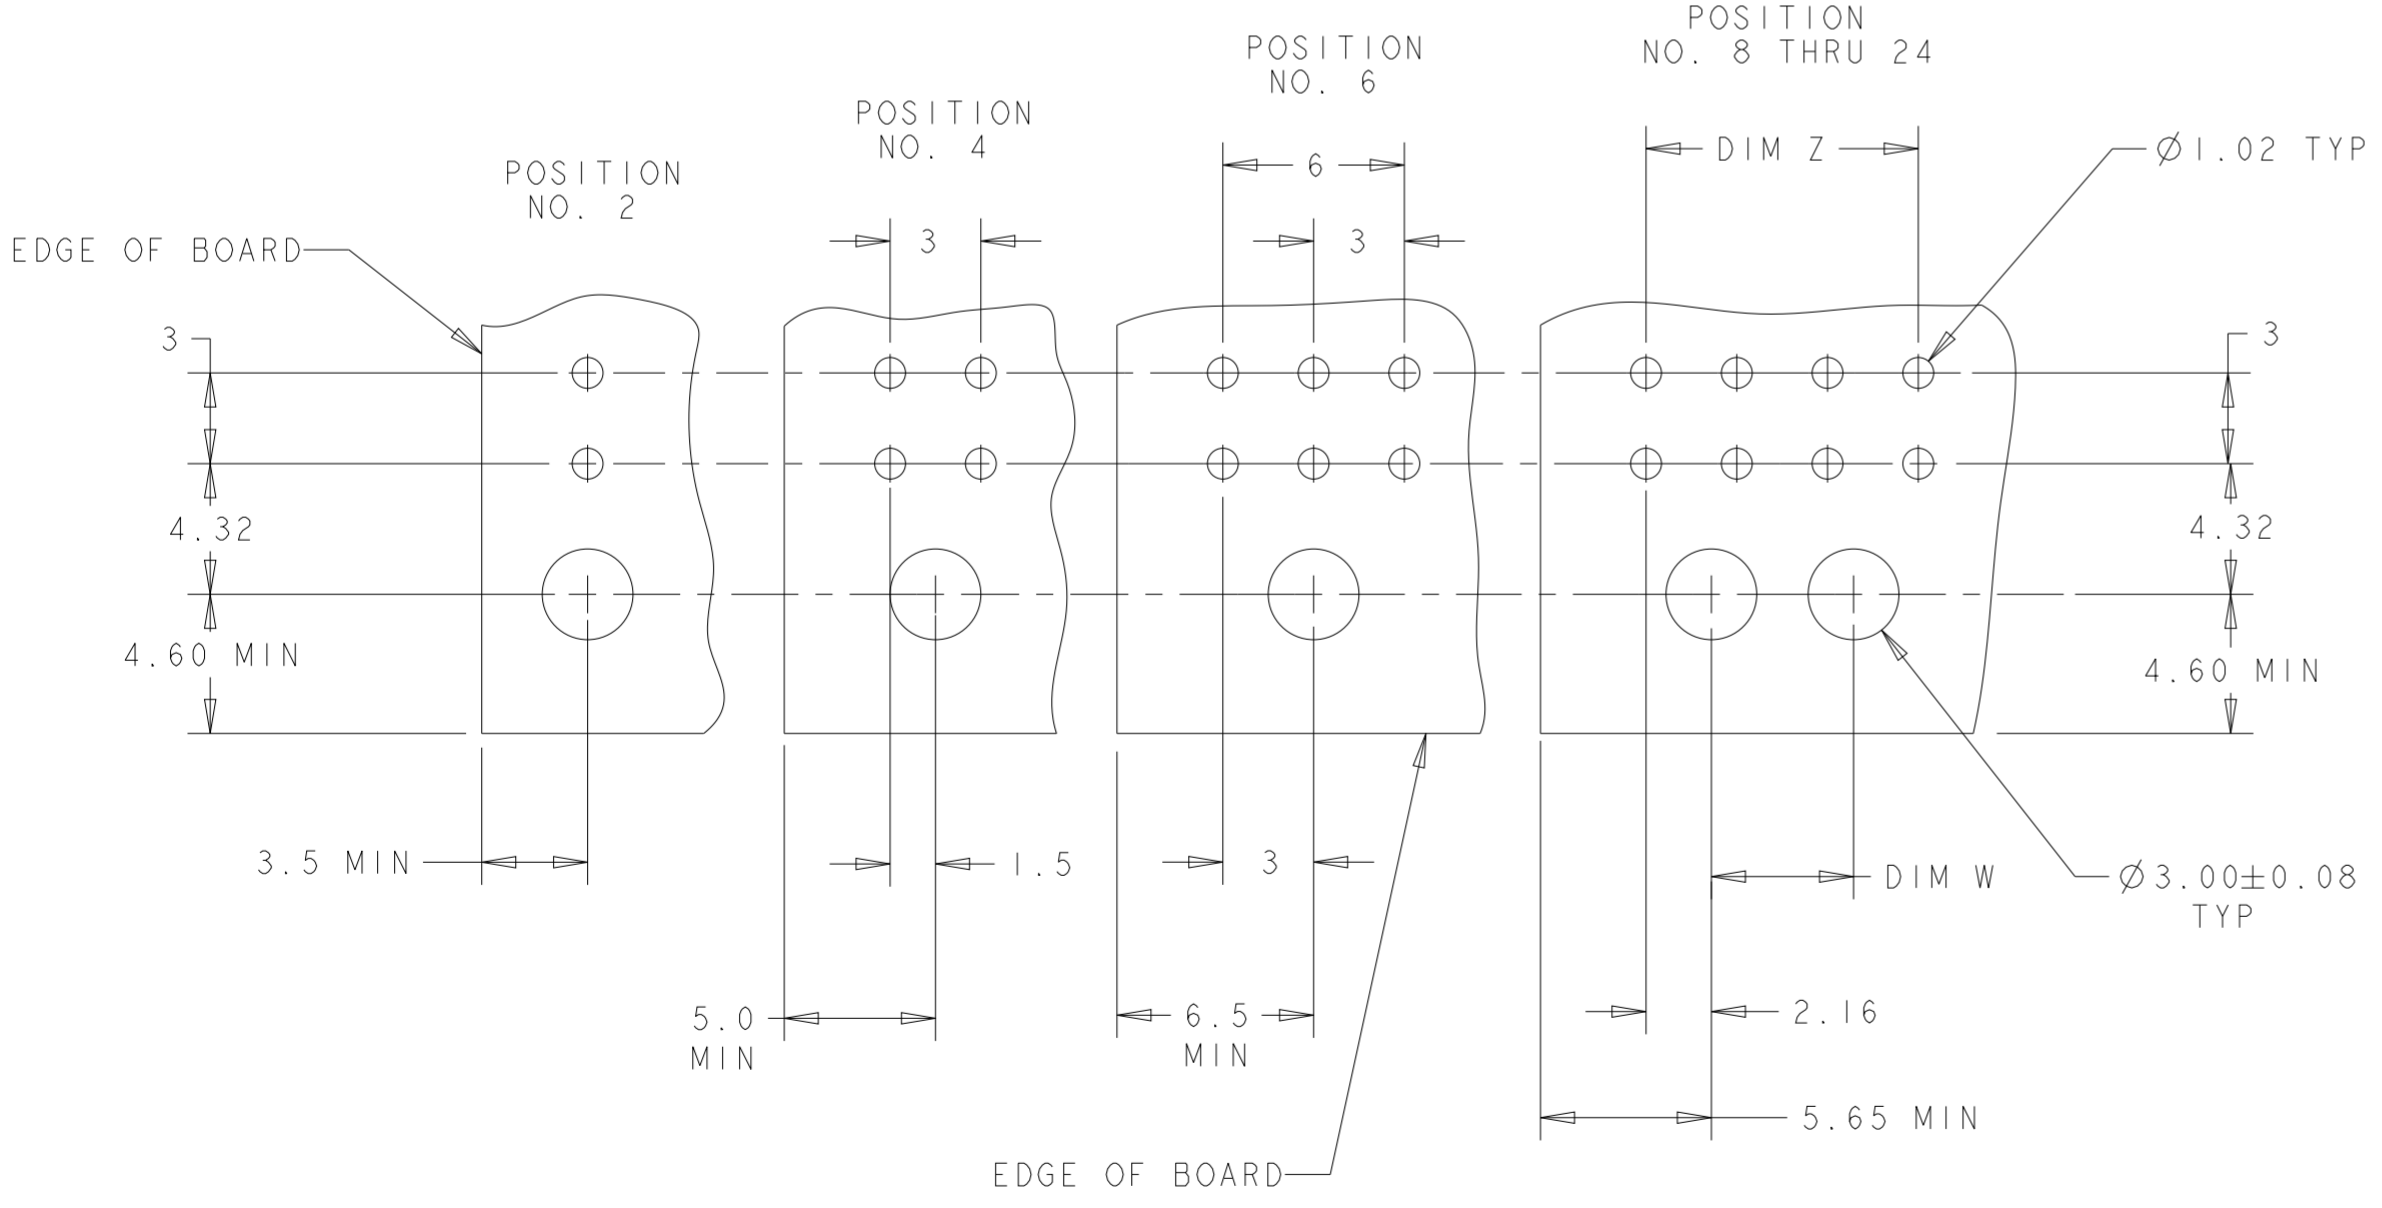 POSITION
NO. 8 THRU 24
POSITION
NO. 6
POSITION
NO. 4
POSITION
NO. 2
DIM Z
Ø1.02 TYP
6
3
3
EDGE OF BOARD
3
3
4.32
4.32
4.60 MIN
4.60 MIN
3.5 MIN
1.5
3
DIM W
Ø3.00±0.08
TYP
5.0
MIN
6.5
MIN
2.16
5.65 MIN
EDGE OF BOARD